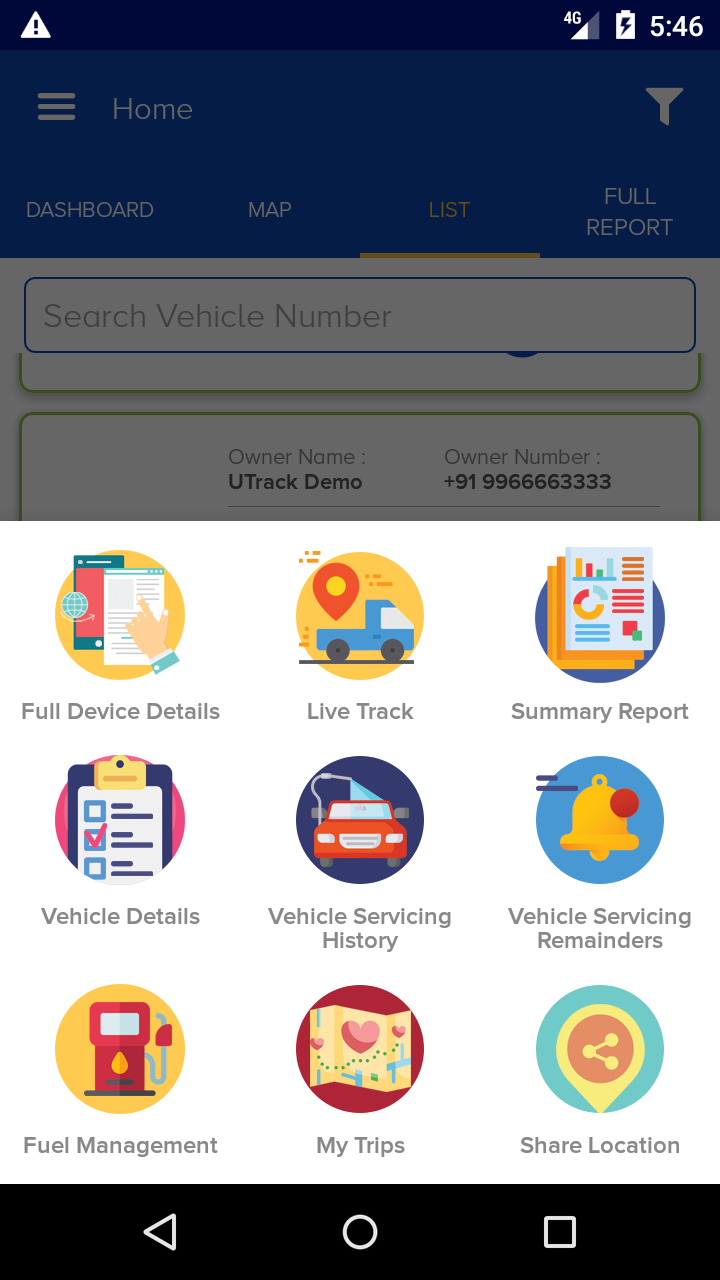 4G 5:46
Home
DASHBOARD MAP LIST FULL REPORT
Search Vehicle Number
Owner Name : Owner Number :
UTrack Demo +91 9966663333
Full Device Details Live Track Summary Report
Vehicle Details Vehicle Servicing History Vehicle Servicing Remainders
Fuel Management My Trips Share Location